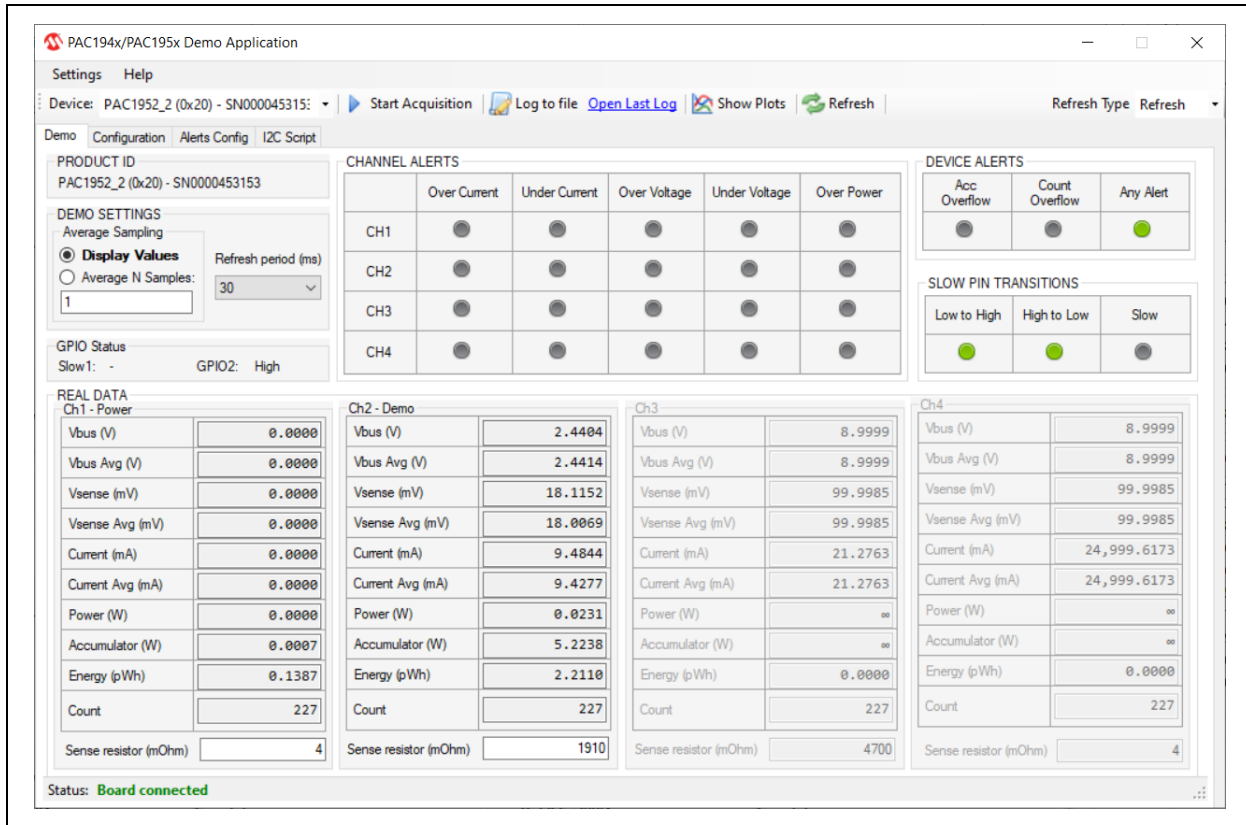 PAC194x/PAC195x Demo Application
Settings Help
Device: PAC1952_2 (0x20) - SN000045315: Start Acquisition Log to file Open Last Log Show Plots Refresh Refresh Type Refresh
Demo Configuration Alerts Config I2C Script
PRODUCT ID
PAC1952_2 (0x20) - SN0000453153
DEMO SETTINGS
Average Sampling
Display Values
Average N Samples:
1
Refresh period (ms)
30
GPIO Status
Slow1: - GPIO2: High
CHANNEL ALERTS
Over Current Under Current Over Voltage Under Voltage Over Power
CH1
CH2
CH3
CH4
DEVICE ALERTS
Acc Overflow Count Overflow Any Alert
SLOW PIN TRANSITIONS
Low to High High to Low Slow
REAL DATA
Ch1 - Power
Vbus (V) 0.0000
Vbus Avg (V) 0.0000
Vsense (mV) 0.0000
Vsense Avg (mV) 0.0000
Current (mA) 0.0000
Current Avg (mA) 0.0000
Power (W) 0.0000
Accumulator (W) 0.0007
Energy (pWh) 0.1387
Count 227
Sense resistor (mOhm) 4
Ch2 - Demo
Vbus (V) 2.4404
Vbus Avg (V) 2.4414
Vsense (mV) 18.1152
Vsense Avg (mV) 18.0069
Current (mA) 9.4844
Current Avg (mA) 9.4277
Power (W) 0.0231
Accumulator (W) 5.2238
Energy (pWh) 2.2110
Count 227
Sense resistor (mOhm) 1910
Ch3
Vbus (V) 8.9999
Vbus Avg (V) 8.9999
Vsense (mV) 99.9985
Vsense Avg (mV) 99.9985
Current (mA) 21.2763
Current Avg (mA) 21.2763
Power (W) ∞
Accumulator (W) ∞
Energy (pWh) 0.0000
Count 227
Sense resistor (mOhm) 4700
Ch4
Vbus (V) 8.9999
Vbus Avg (V) 8.9999
Vsense (mV) 99.9985
Vsense Avg (mV) 99.9985
Current (mA) 24,999.6173
Current Avg (mA) 24,999.6173
Power (W) ∞
Accumulator (W) ∞
Energy (pWh) 0.0000
Count 227
Sense resistor (mOhm) 4
Status: Board connected